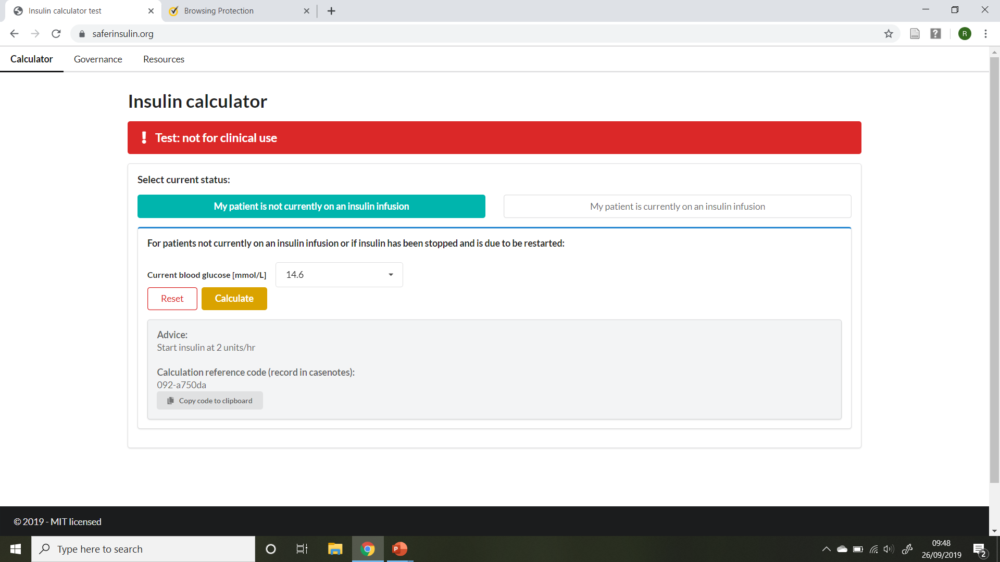 Insulin calculator test
Browsing Protection
saferinsulin.org
R
Calculator Governance Resources
Insulin calculator
! Test: not for clinical use
Select current status:
My patient is not currently on an insulin infusion
My patient is currently on an insulin infusion
For patients not currently on an insulin infusion or if insulin has been stopped and is due to be restarted:
Current blood glucose [mmol/L] 14.6
Reset Calculate
Advice:
Start insulin at 2 units/hr
Calculation reference code (record in casenotes):
092-a750da
Copy code to clipboard
© 2019 - MIT licensed
Type here to search
P
09:48
26/09/2019
2